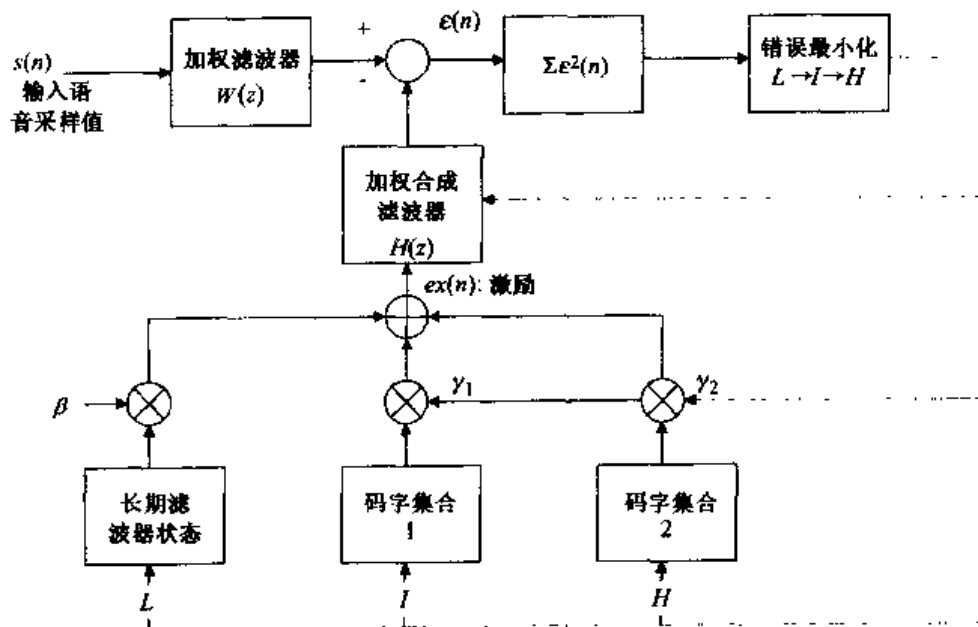 s(n)
输入语
音采样值
加权滤波器
W(z)
+
-
ε(n)
Σε²(n)
错误最小化
L→I→H
加权合成
滤波器
H(z)
ex(n): 激励
β
γ₁
γ₂
长期滤
波器状态
码字集合
1
码字集合
2
L
I
H